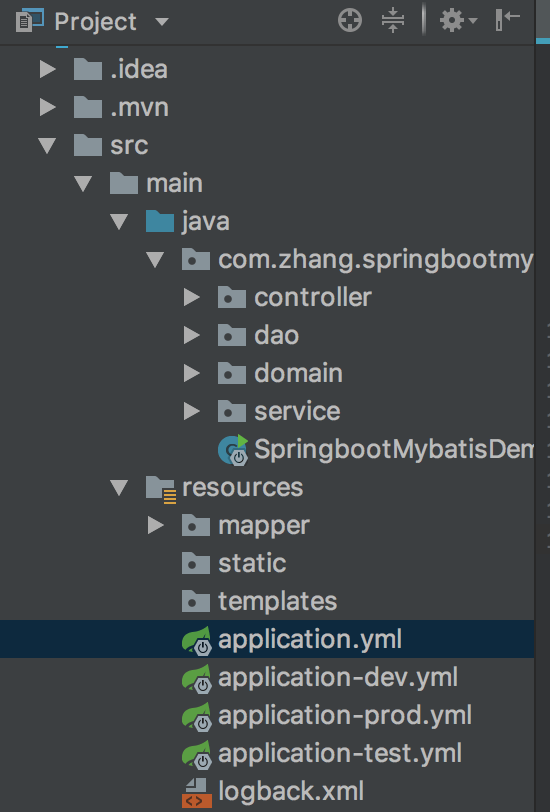 Project
.idea
.mvn
src
main
java
com.zhang.springbootmy
controller
dao
domain
service
SpringbootMybatisDem
resources
mapper
static
templates
application.yml
application-dev.yml
application-prod.yml
application-test.yml
logback.xml